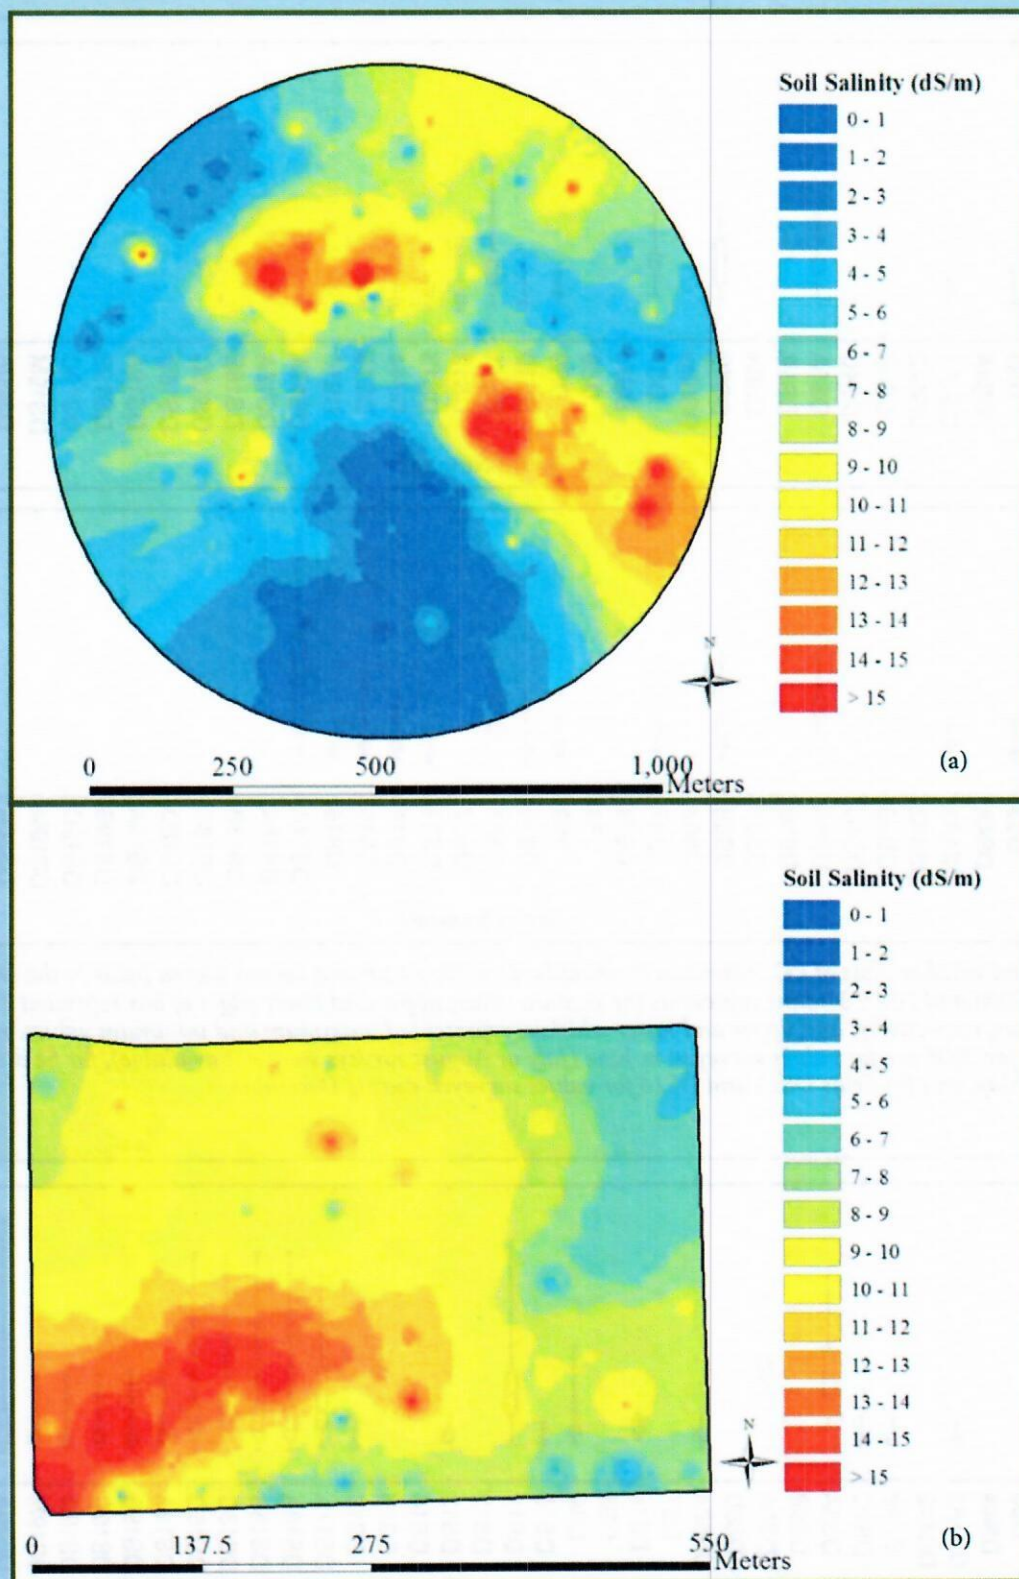 Soil Salinity (dS/m)
0 - 1
1 - 2
2 - 3
3 - 4
4 - 5
5 - 6
6 - 7
7 - 8
8 - 9
9 - 10
10 - 11
11 - 12
12 - 13
13 - 14
14 - 15
> 15
N
0 250 500 1,000 Meters
(a)
Soil Salinity (dS/m)
0 - 1
1 - 2
2 - 3
3 - 4
4 - 5
5 - 6
6 - 7
7 - 8
8 - 9
9 - 10
10 - 11
11 - 12
12 - 13
13 - 14
14 - 15
> 15
N
0 137.5 275 550 Meters
(b)